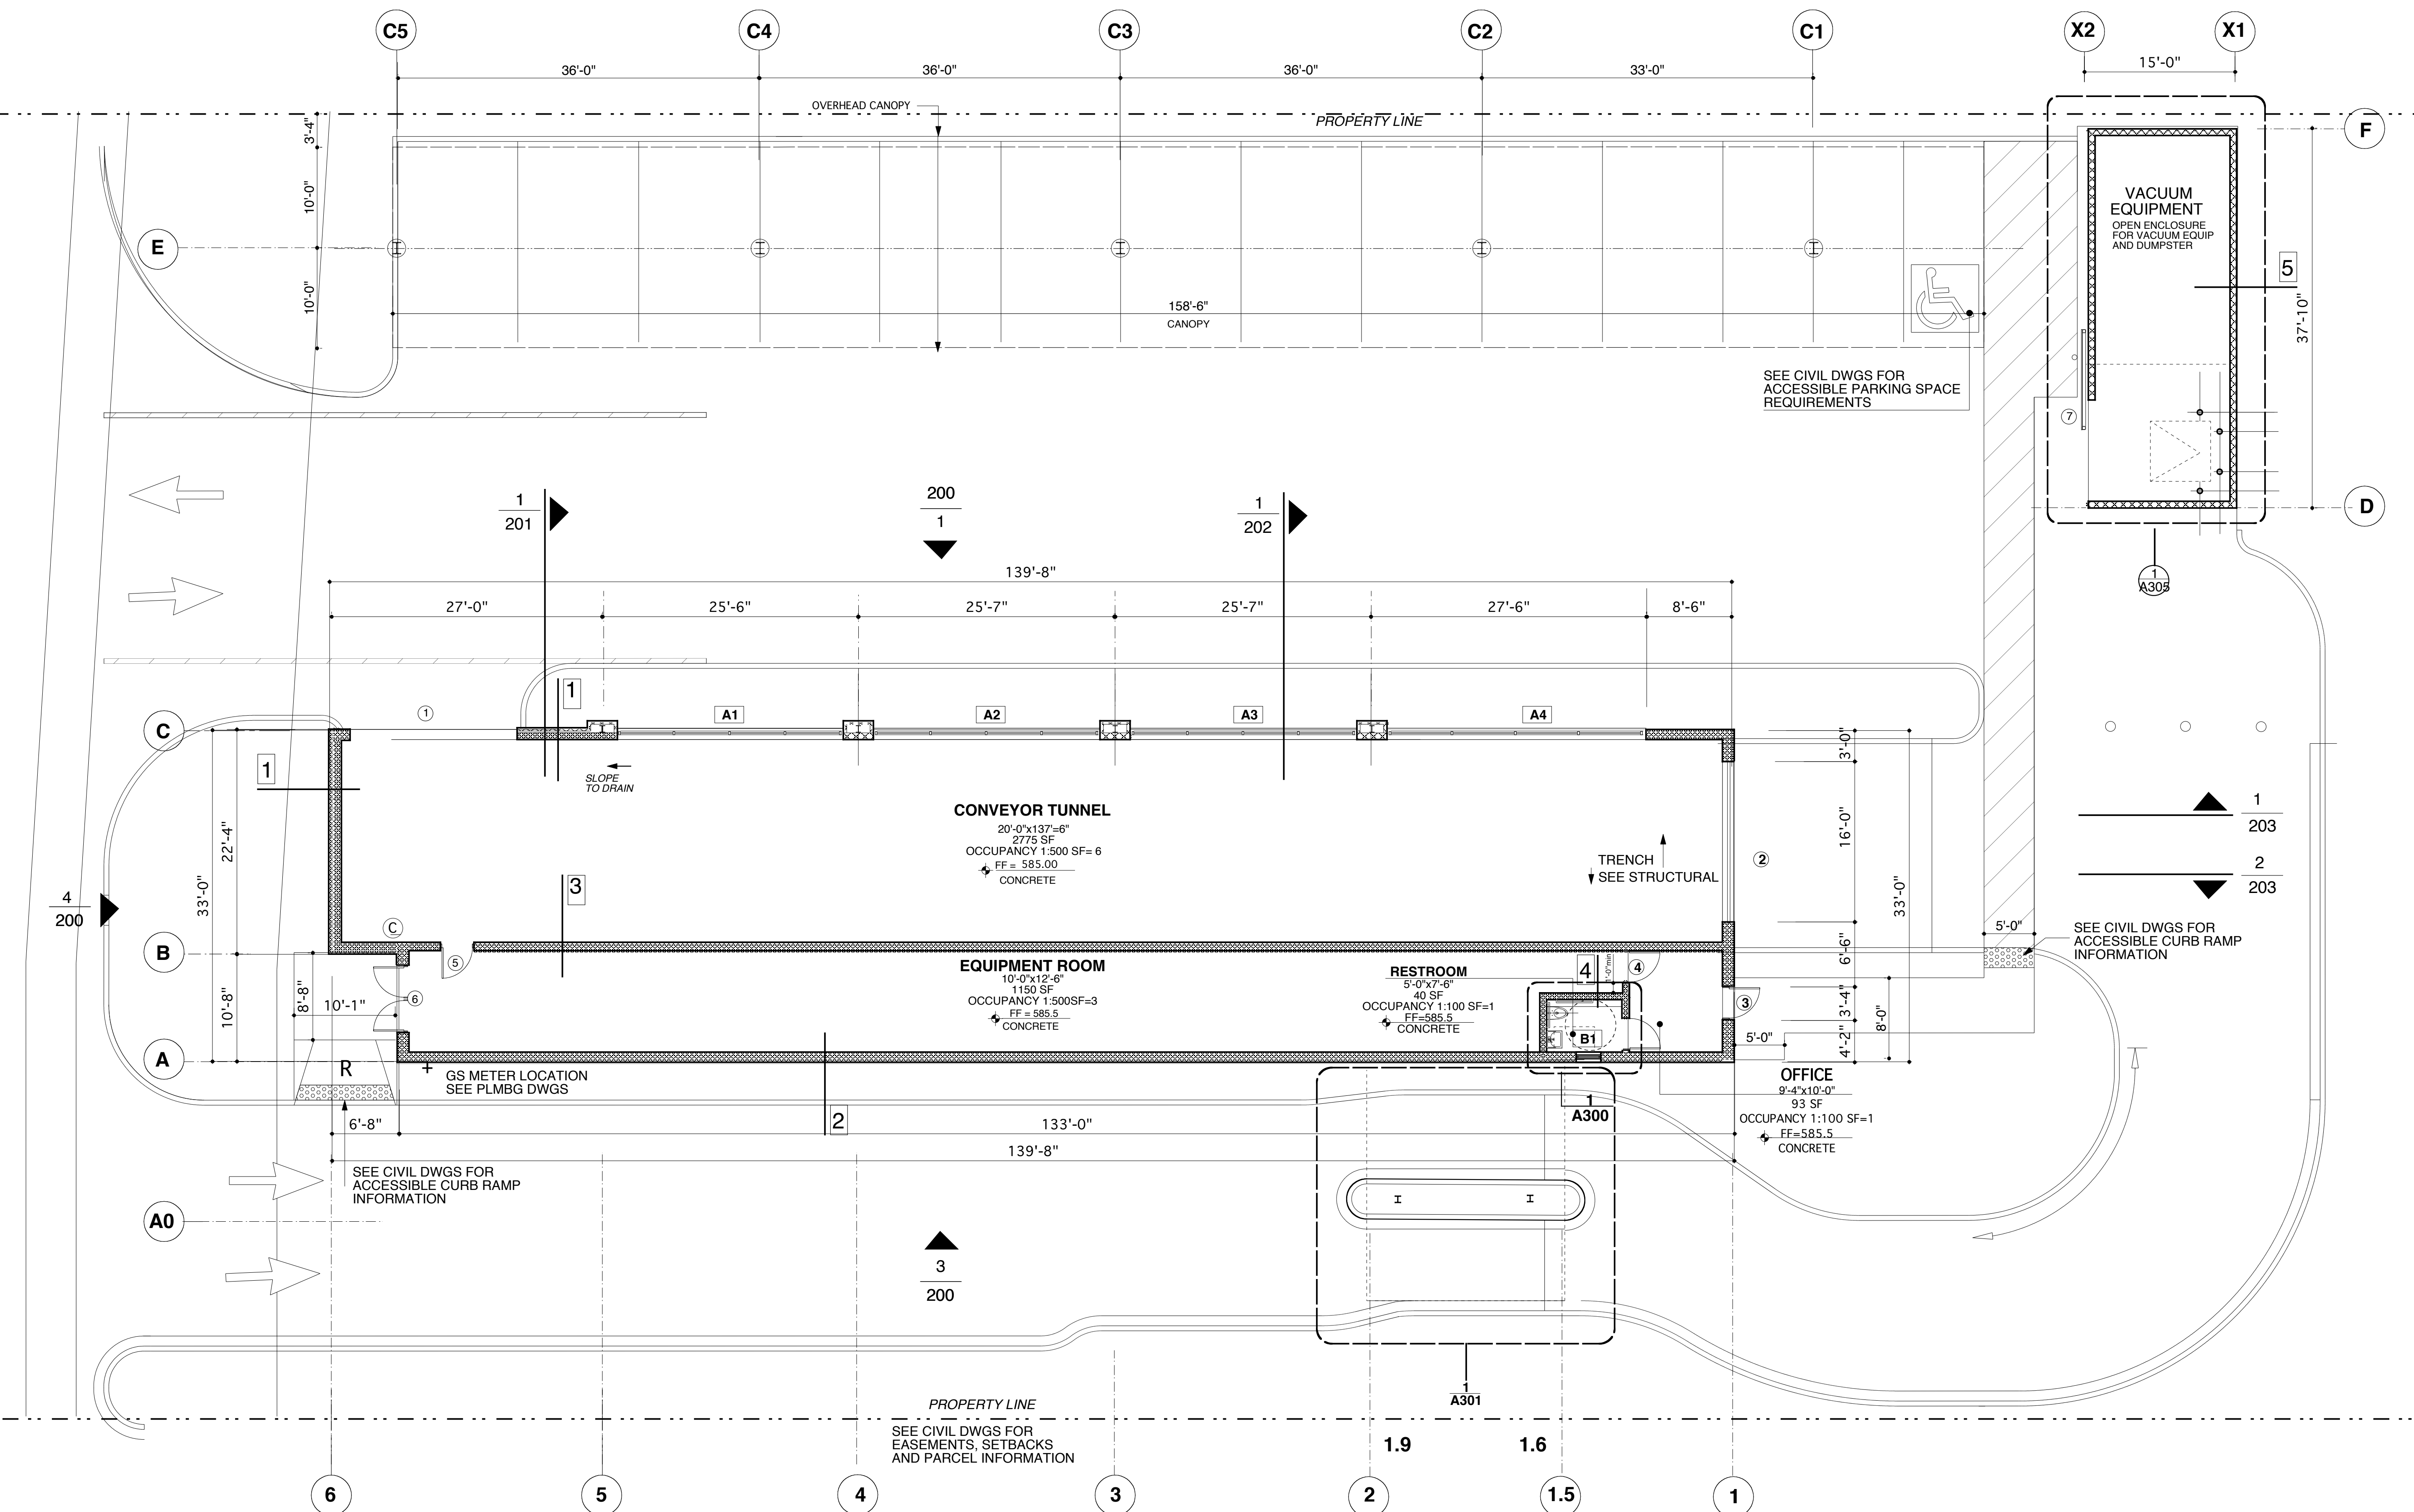 C5
C4
C3
C2
C1
X2
X1
36'-0"
36'-0"
36'-0"
33'-0"
15'-0"
OVERHEAD CANOPY
PROPERTY LINE
3'-4"
10'-0"
10'-0"
E
F
VACUUM
EQUIPMENT
OPEN ENCLOSURE
FOR VACUUM EQUIP
AND DUMPSTER
5
37'-10"
158'-6"
CANOPY
SEE CIVIL DWGS FOR
ACCESSIBLE PARKING SPACE
REQUIREMENTS
7
D
1
A305
1
201
200
1
1
202
139'-8"
27'-0"
25'-6"
25'-7"
25'-7"
27'-6"
8'-6"
1
1
A1
A2
A3
A4
C
1
SLOPE
TO DRAIN
CONVEYOR TUNNEL
20'-0"x137'=6"
2775 SF
OCCUPANCY 1:500 SF= 6
FF = 585.00
CONCRETE
TRENCH
SEE STRUCTURAL
2
3'-0"
16'-0"
6'-6"
3'-4"
4'-2"
33'-0"
8'-0"
5'-0"
1
203
2
203
SEE CIVIL DWGS FOR
ACCESSIBLE CURB RAMP
INFORMATION
5'-0"
4
200
22'-4"
33'-0"
10'-8"
3
C
B
5
6
8'-8"
10'-1"
EQUIPMENT ROOM
10'-0"x12'-6"
1150 SF
OCCUPANCY 1:500SF=3
FF = 585.5
CONCRETE
RESTROOM
5'-0"x7'-6"
40 SF
OCCUPANCY 1:100 SF=1
FF=585.5
CONCRETE
4
1'-0"min
4
3
B1
A
R
GS METER LOCATION
SEE PLMBG DWGS
OFFICE
9'-4"x10'-0"
93 SF
OCCUPANCY 1:100 SF=1
FF=585.5
CONCRETE
1
A300
2
6'-8"
133'-0"
139'-8"
SEE CIVIL DWGS FOR
ACCESSIBLE CURB RAMP
INFORMATION
A0
3
200
1
A301
PROPERTY LINE
SEE CIVIL DWGS FOR
EASEMENTS, SETBACKS
AND PARCEL INFORMATION
1.9
1.6
6
5
4
3
2
1.5
1